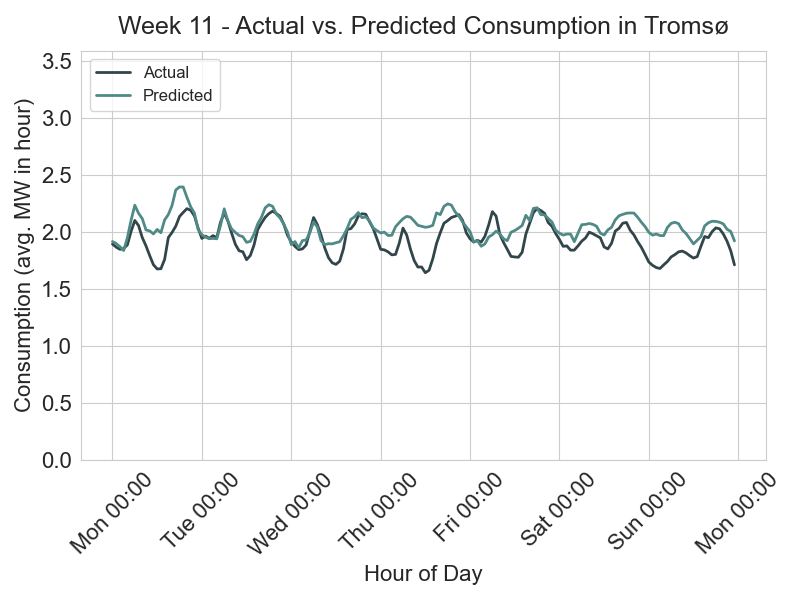 Week 11 - Actual vs. Predicted Consumption in Tromsø
Actual
Predicted
Consumption (avg. MW in hour)
3.5
3.0
2.5
2.0
1.5
1.0
0.5
0.0
Mon 00:00
Tue 00:00
Wed 00:00
Thu 00:00
Fri 00:00
Sat 00:00
Sun 00:00
Mon 00:00
Hour of Day